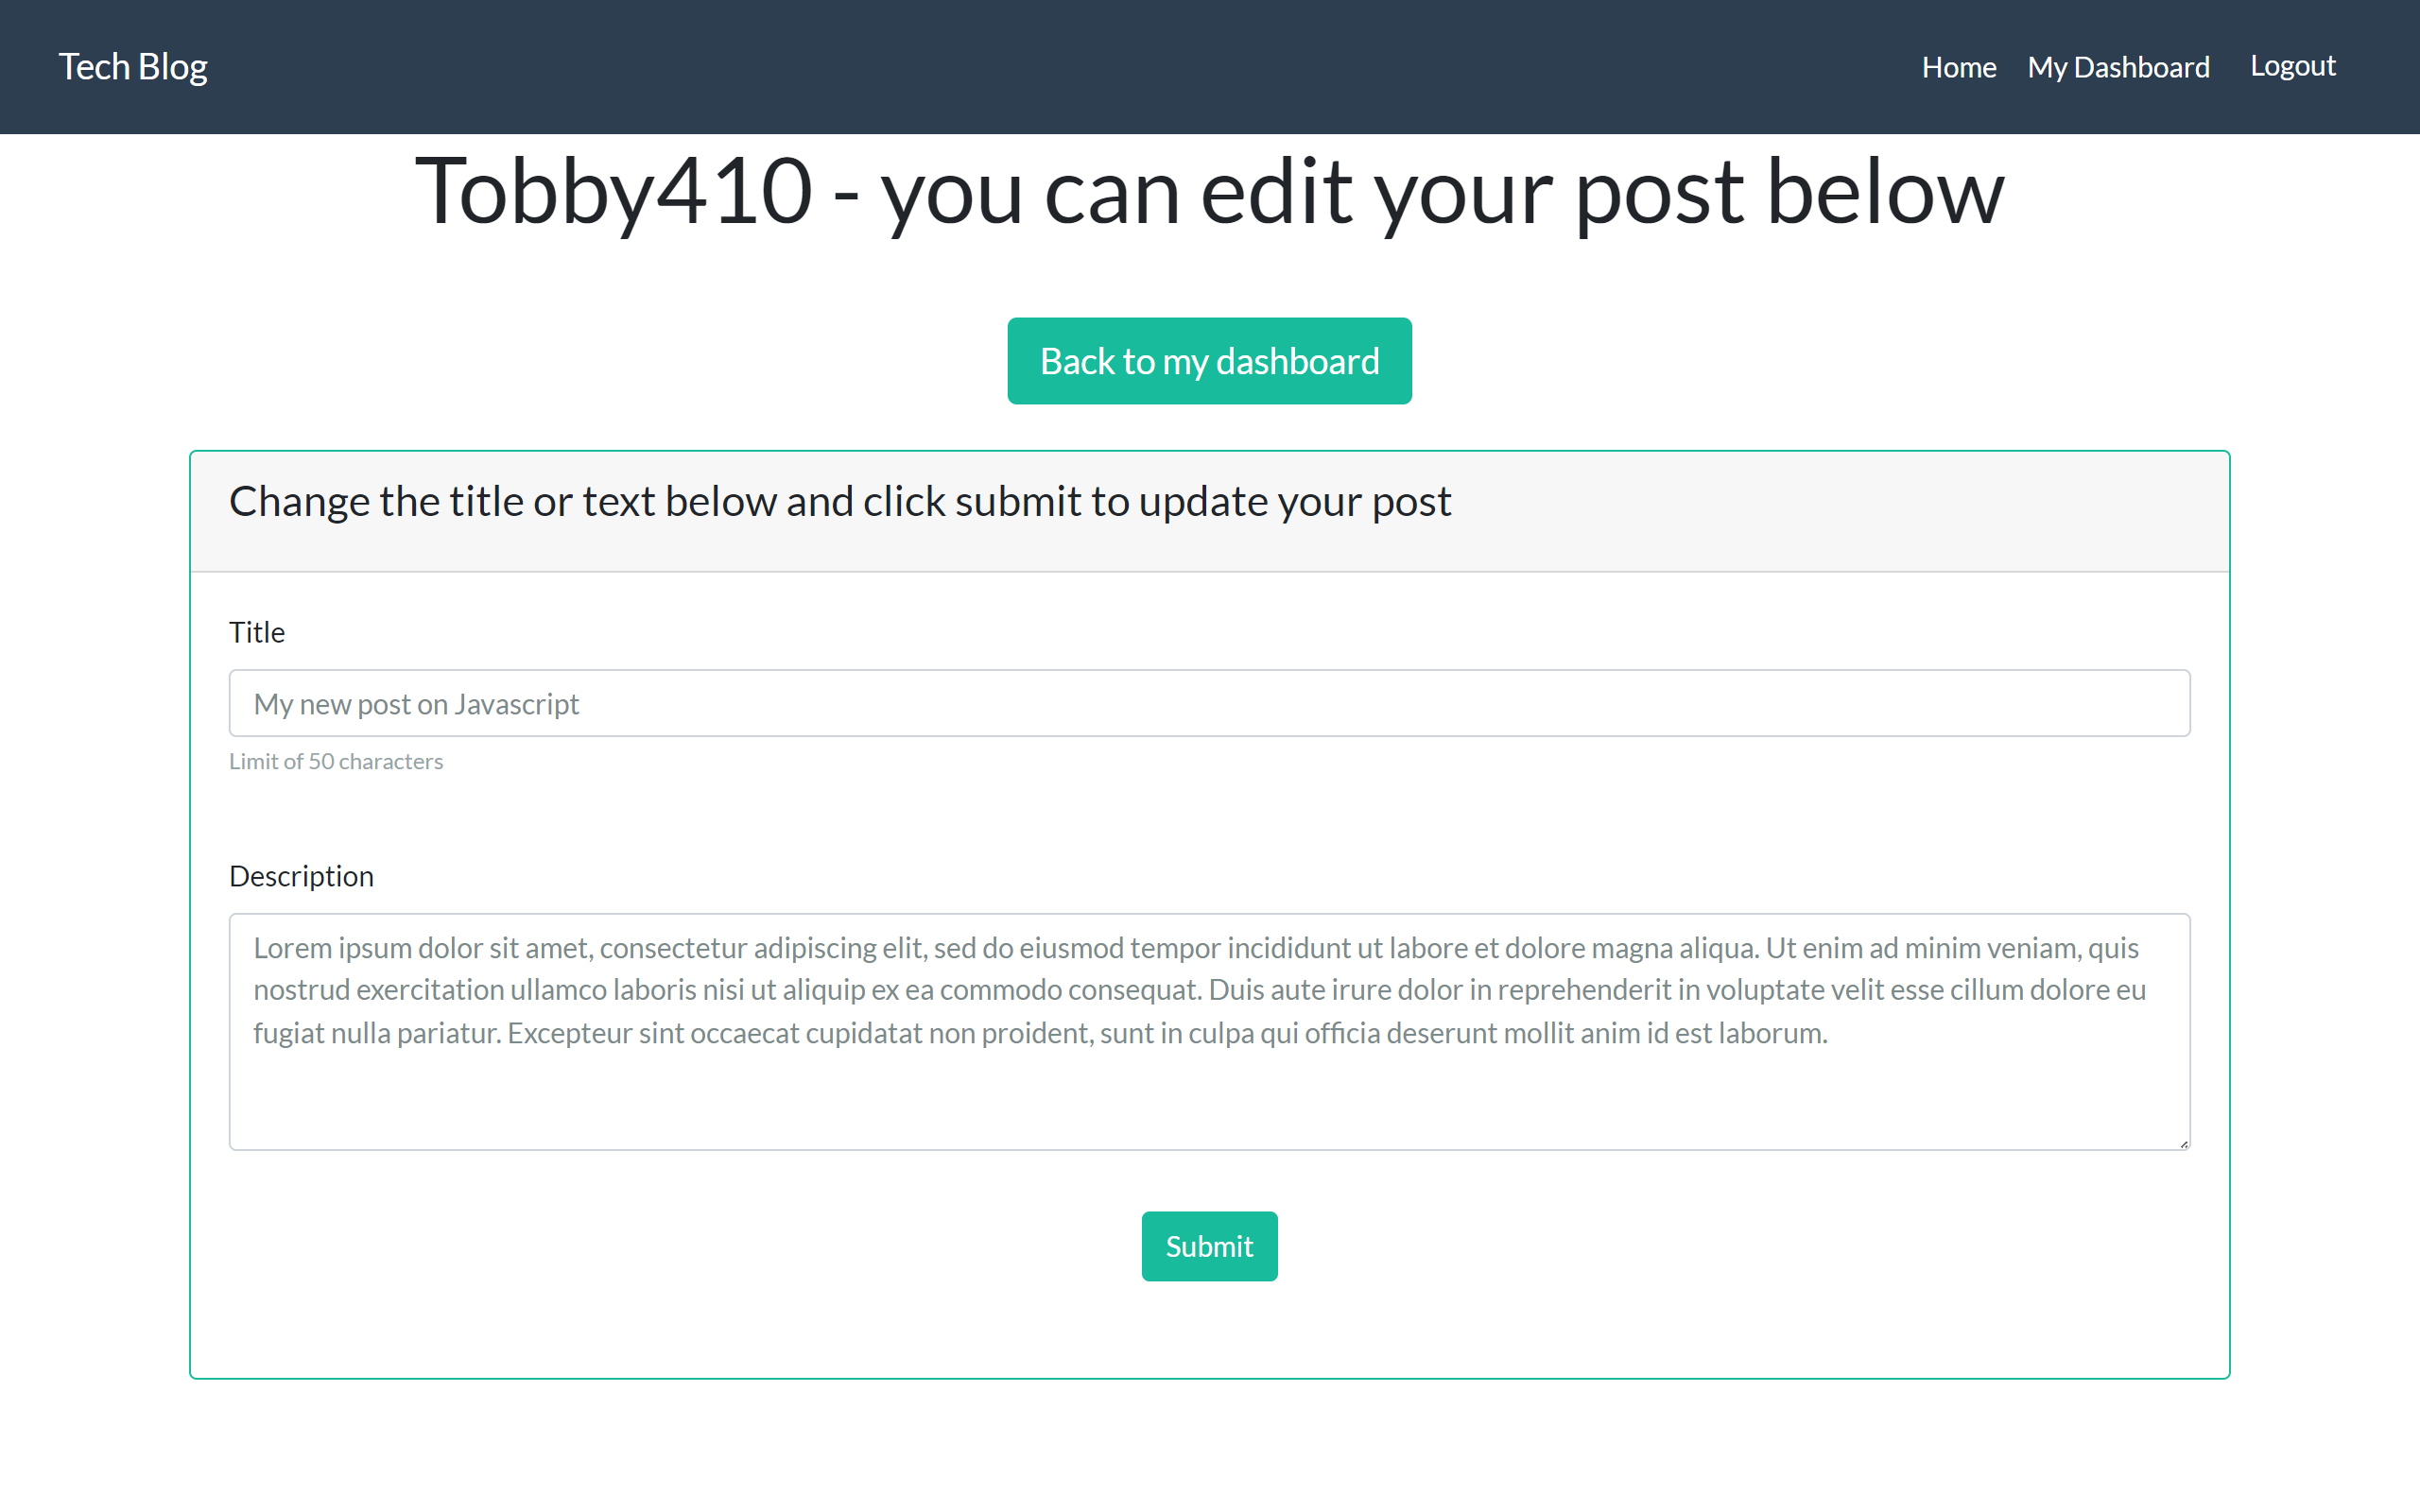 Tech Blog
Home My Dashboard Logout
Tobby410 - you can edit your post below
Back to my dashboard
Change the title or text below and click submit to update your post
Title
My new post on Javascript
Limit of 50 characters
Description
Lorem ipsum dolor sit amet, consectetur adipiscing elit, sed do eiusmod tempor incididunt ut labore et dolore magna aliqua. Ut enim ad minim veniam, quis
nostrud exercitation ullamco laboris nisi ut aliquip ex ea commodo consequat. Duis aute irure dolor in reprehenderit in voluptate velit esse cillum dolore eu
fugiat nulla pariatur. Excepteur sint occaecat cupidatat non proident, sunt in culpa qui officia deserunt mollit anim id est laborum.
Submit